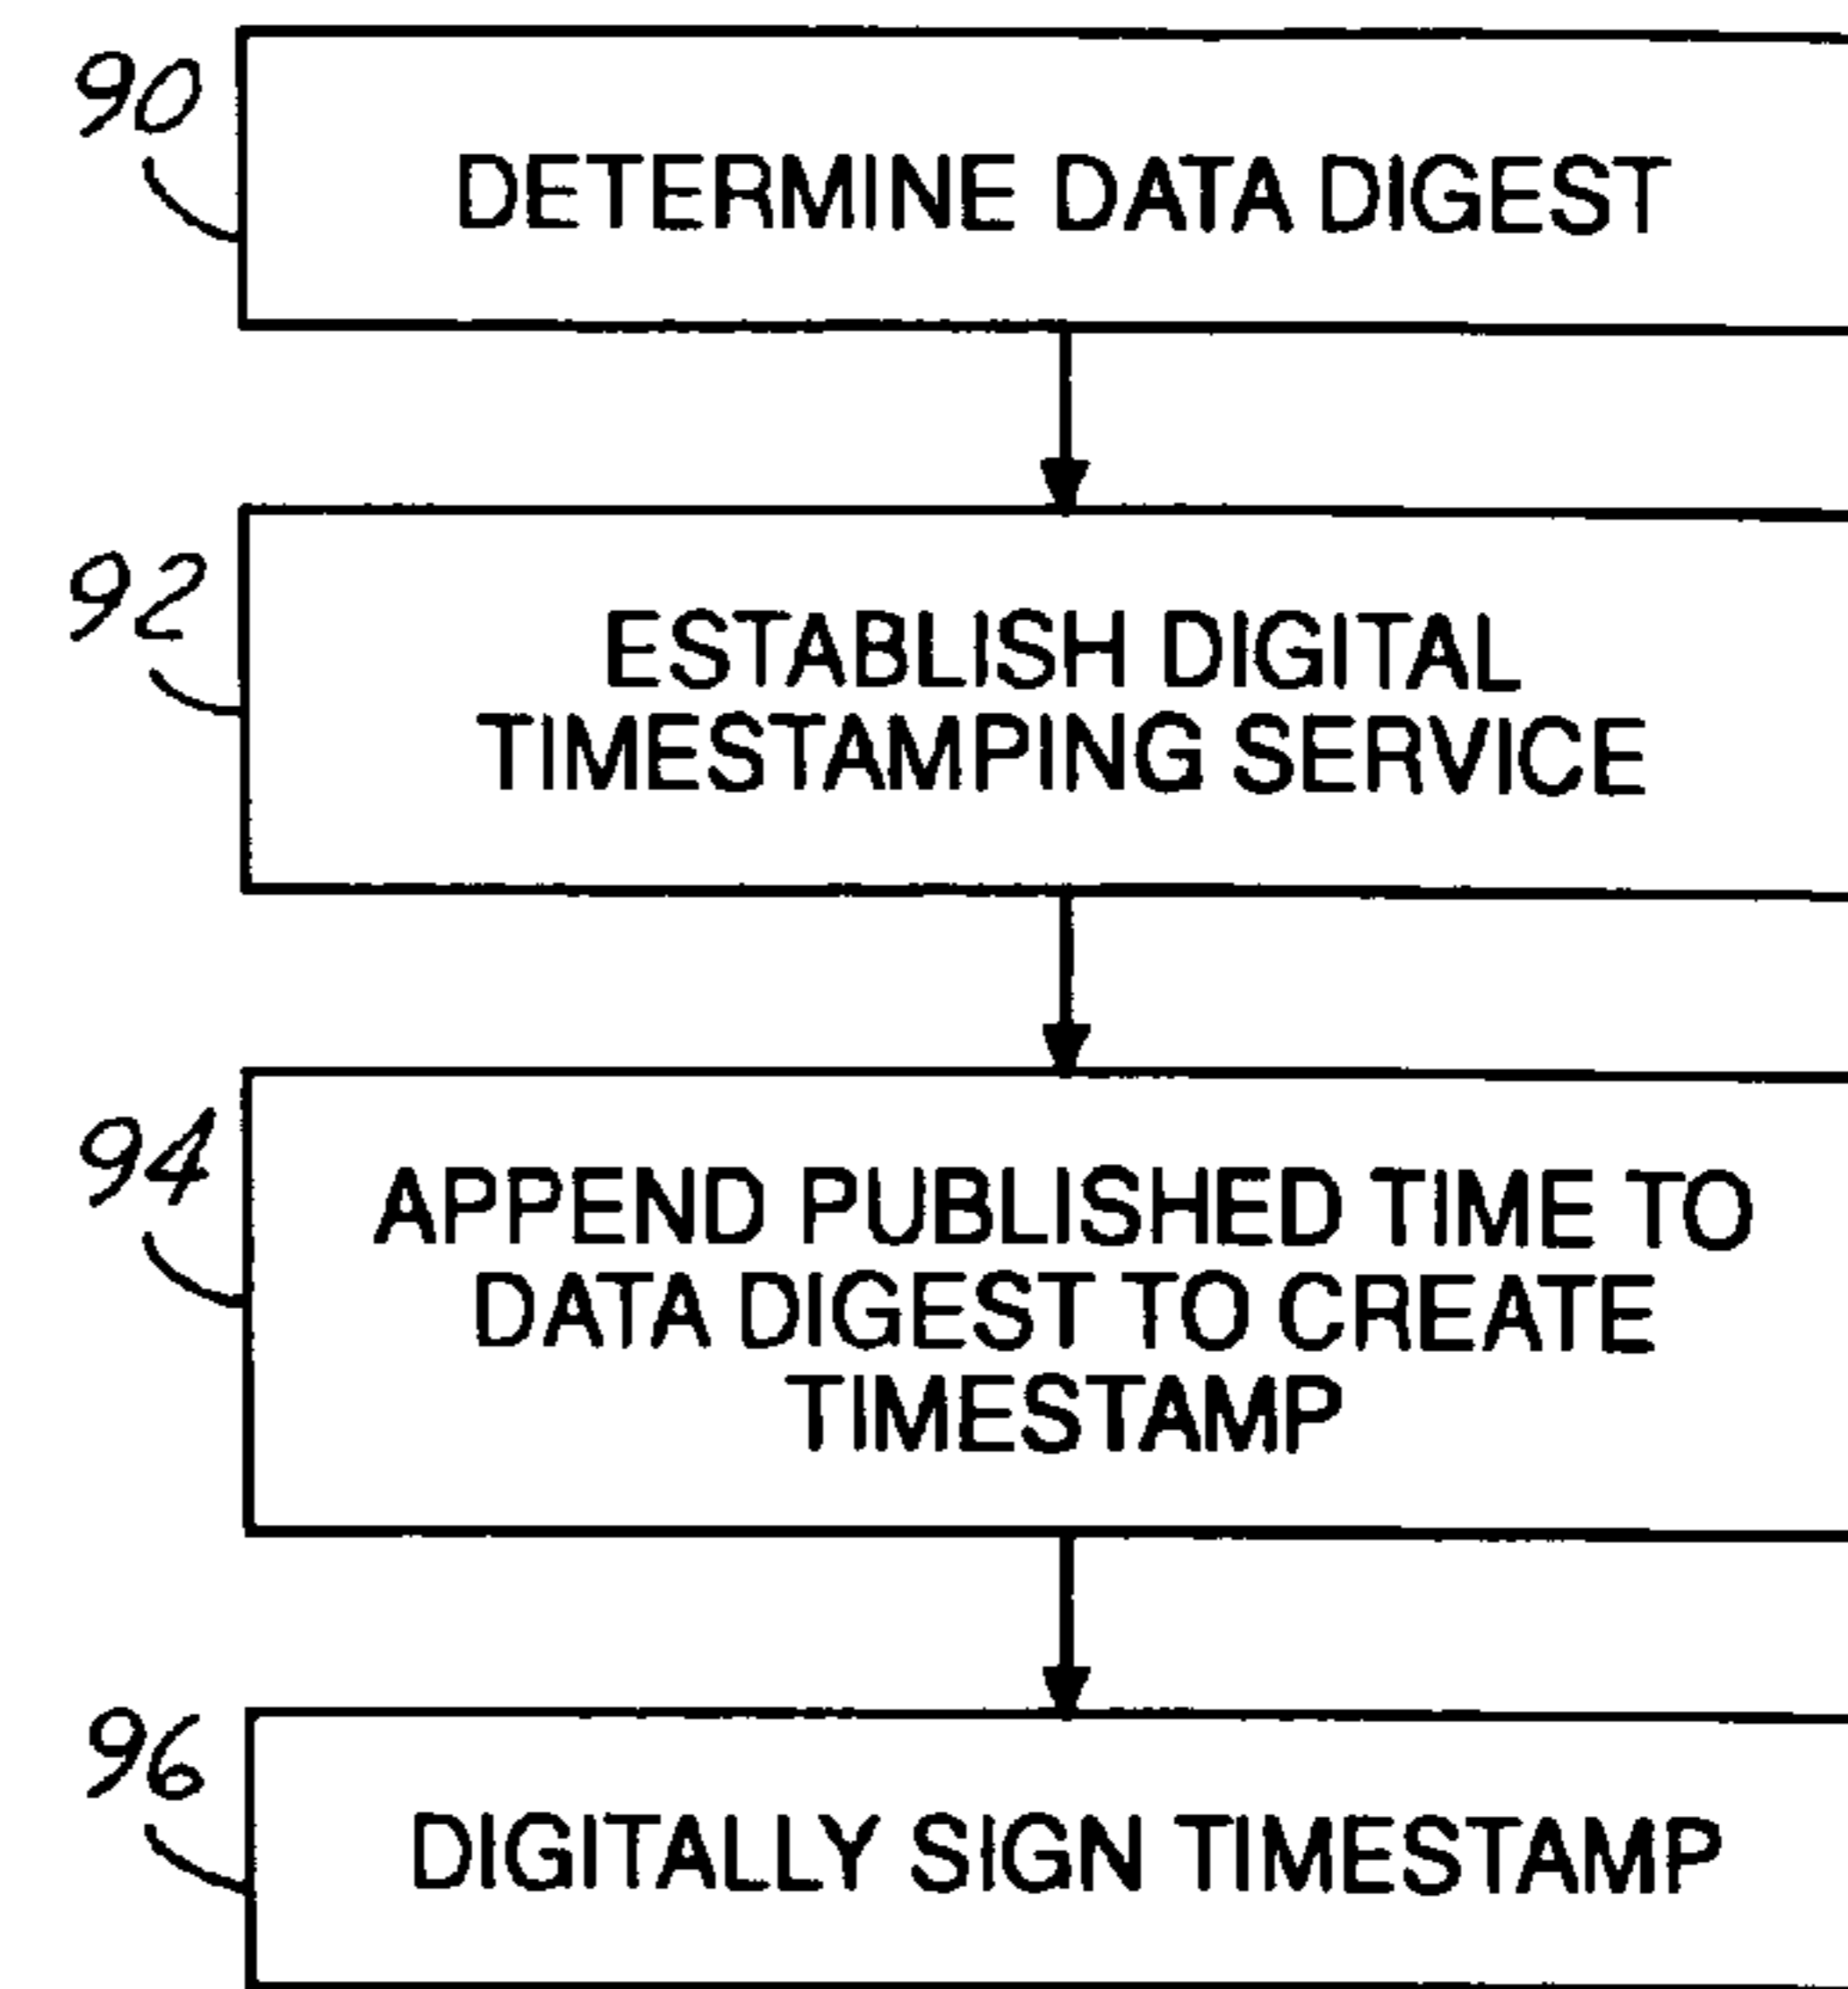 90
DETERMINE DATA DIGEST
92
ESTABLISH DIGITAL
TIMESTAMPING SERVICE
94
APPEND PUBLISHED TIME TO
DATA DIGEST TO CREATE
TIMESTAMP
96
DIGITALLY SIGN TIMESTAMP